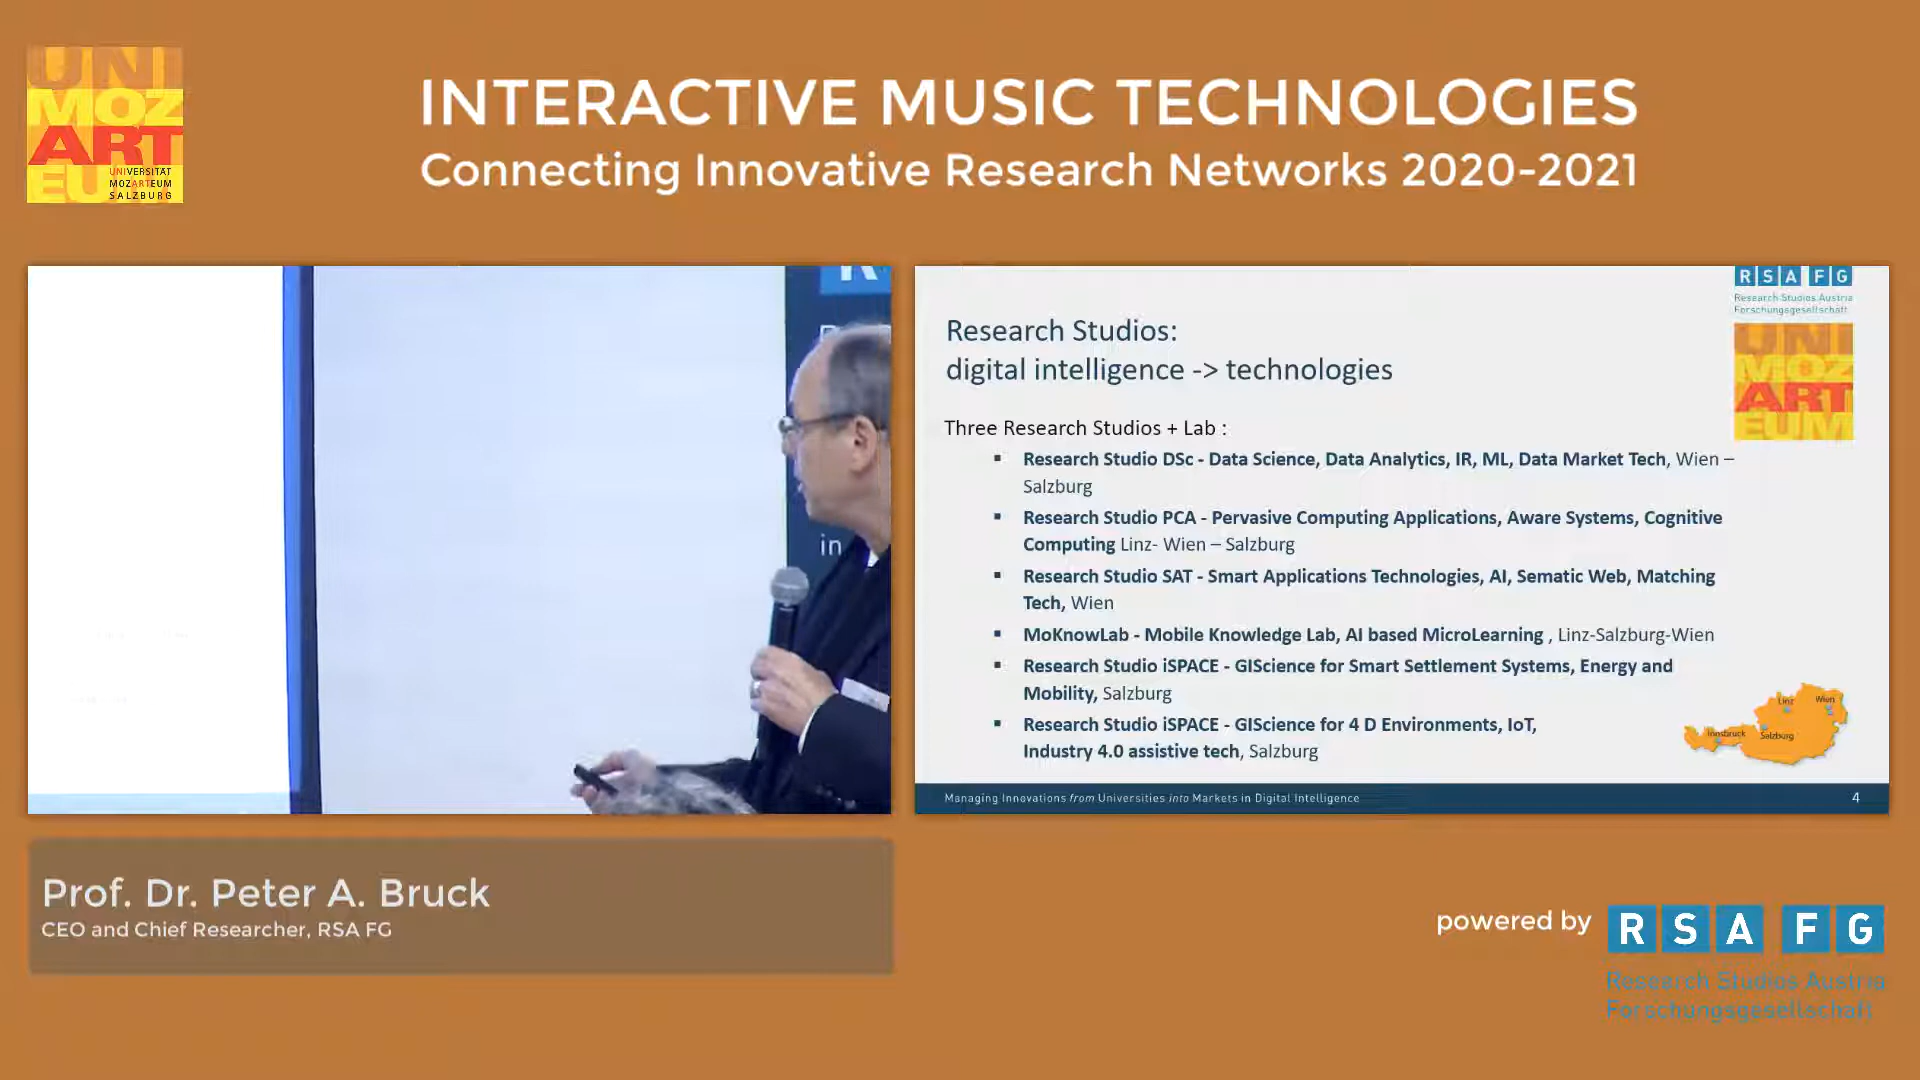 UNI
MOZ
ART
EU
UNIVERSITÄT
MOZARTEUM
SALZBURG
INTERACTIVE MUSIC TECHNOLOGIES
Connecting Innovative Research Networks 2020-2021
in
R S A F G
Research Studios Austria
Forschungsgesellschaft
UNI
MOZ
ART
EUM
Research Studios:
digital intelligence -> technologies
Three Research Studios + Lab :
▪ Research Studio DSc - Data Science, Data Analytics, IR, ML, Data Market Tech, Wien –
Salzburg
▪ Research Studio PCA - Pervasive Computing Applications, Aware Systems, Cognitive
Computing Linz- Wien – Salzburg
▪ Research Studio SAT - Smart Applications Technologies, AI, Sematic Web, Matching
Tech, Wien
▪ MoKnowLab - Mobile Knowledge Lab, AI based MicroLearning , Linz-Salzburg-Wien
▪ Research Studio iSPACE - GIScience for Smart Settlement Systems, Energy and
Mobility, Salzburg
▪ Research Studio iSPACE - GIScience for 4 D Environments, IoT,
Industry 4.0 assistive tech, Salzburg
Linz Wien
Innsbruck Salzburg
Managing Innovations from Universities into Markets in Digital Intelligence 4
Prof. Dr. Peter A. Bruck
CEO and Chief Researcher, RSA FG
powered by R S A F G
Research Studios Austria
Forschungsgesellschaft